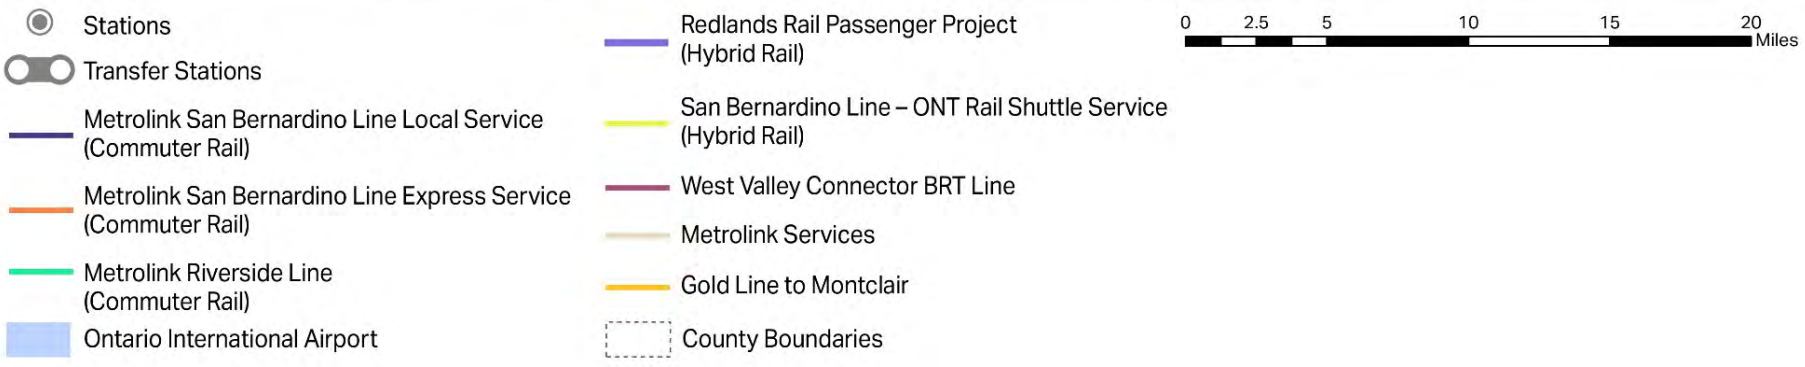 Stations
Transfer Stations
Metrolink San Bernardino Line Local Service
(Commuter Rail)
Metrolink San Bernardino Line Express Service
(Commuter Rail)
Metrolink Riverside Line
(Commuter Rail)
Ontario International Airport
Redlands Rail Passenger Project
(Hybrid Rail)
San Bernardino Line – ONT Rail Shuttle Service
(Hybrid Rail)
West Valley Connector BRT Line
Metrolink Services
Gold Line to Montclair
County Boundaries
0 2.5 5 10 15 20
Miles